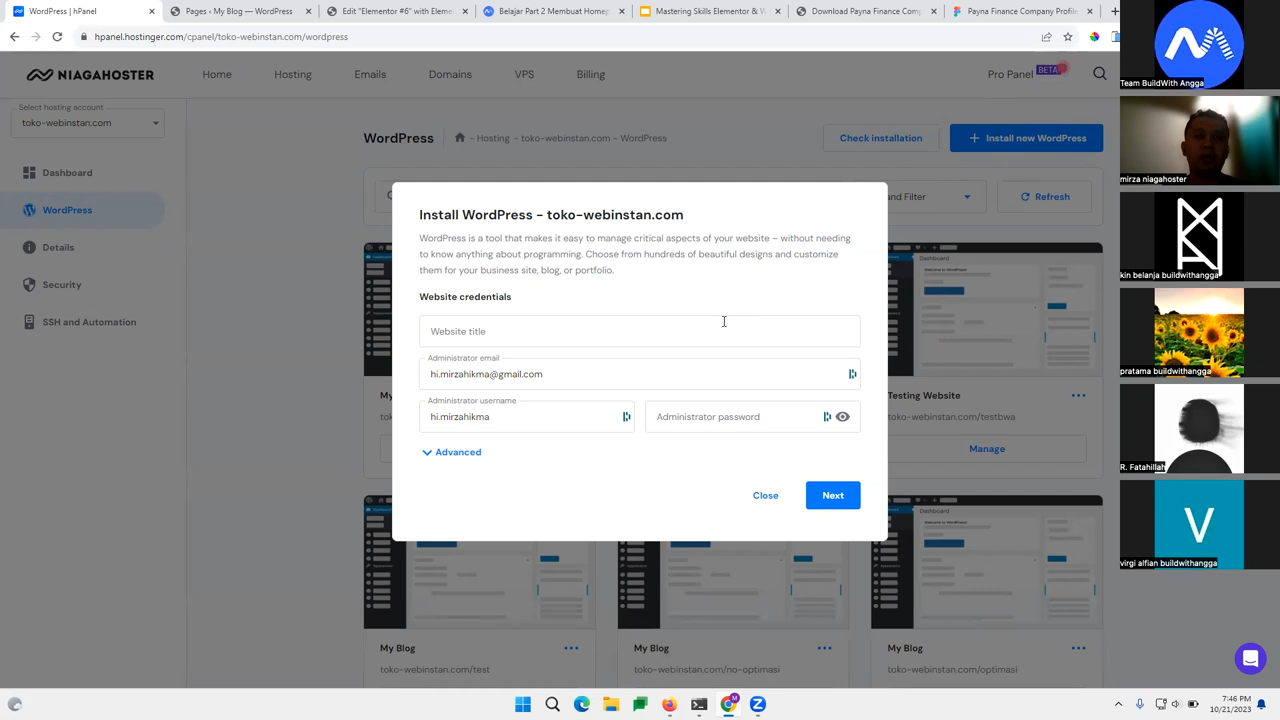 WordPress | hPanel
Pages ‹ My Blog — WordPress
Edit "Elementor #6" with Eleme
Belajar Part 2 Membuat Homep
Mastering Skills Elementor & W
Download Payna Finance Comp
Payna Finance Company Profile
hpanel.hostinger.com/cpanel/toko-webinstan.com/wordpress
NIAGAHOSTER
Home
Hosting
Emails
Domains
VPS
Billing
Pro Panel BETA
Select hosting account
toko-webinstan.com
Dashboard
WordPress
Details
Security
SSH and Automation
WordPress
- Hosting - toko-webinstan.com - WordPress
Check installation
+ Install new WordPress
and Filter
Refresh
Install WordPress - toko-webinstan.com
WordPress is a tool that makes it easy to manage critical aspects of your website – without needing
to know anything about programming. Choose from hundreds of beautiful designs and customize
them for your business site, blog, or portfolio.
Website credentials
Website title
Administrator email
hi.mirzahikma@gmail.com
Administrator username
hi.mirzahikma
Administrator password
Advanced
Close
Next
Testing Website
toko-webinstan.com/testbwa
Manage
Dashboard
My Blog
toko-webinstan.com/test
My Blog
toko-webinstan.com/no-optimasi
My Blog
toko-webinstan.com/optimasi
Team BuildWith Angga
mirza niagahoster
kin belanja buildwithangga
pratama buildwithangga
R. Fatahillah
V
virgi alfian buildwithangga
7:46 PM
10/21/2023